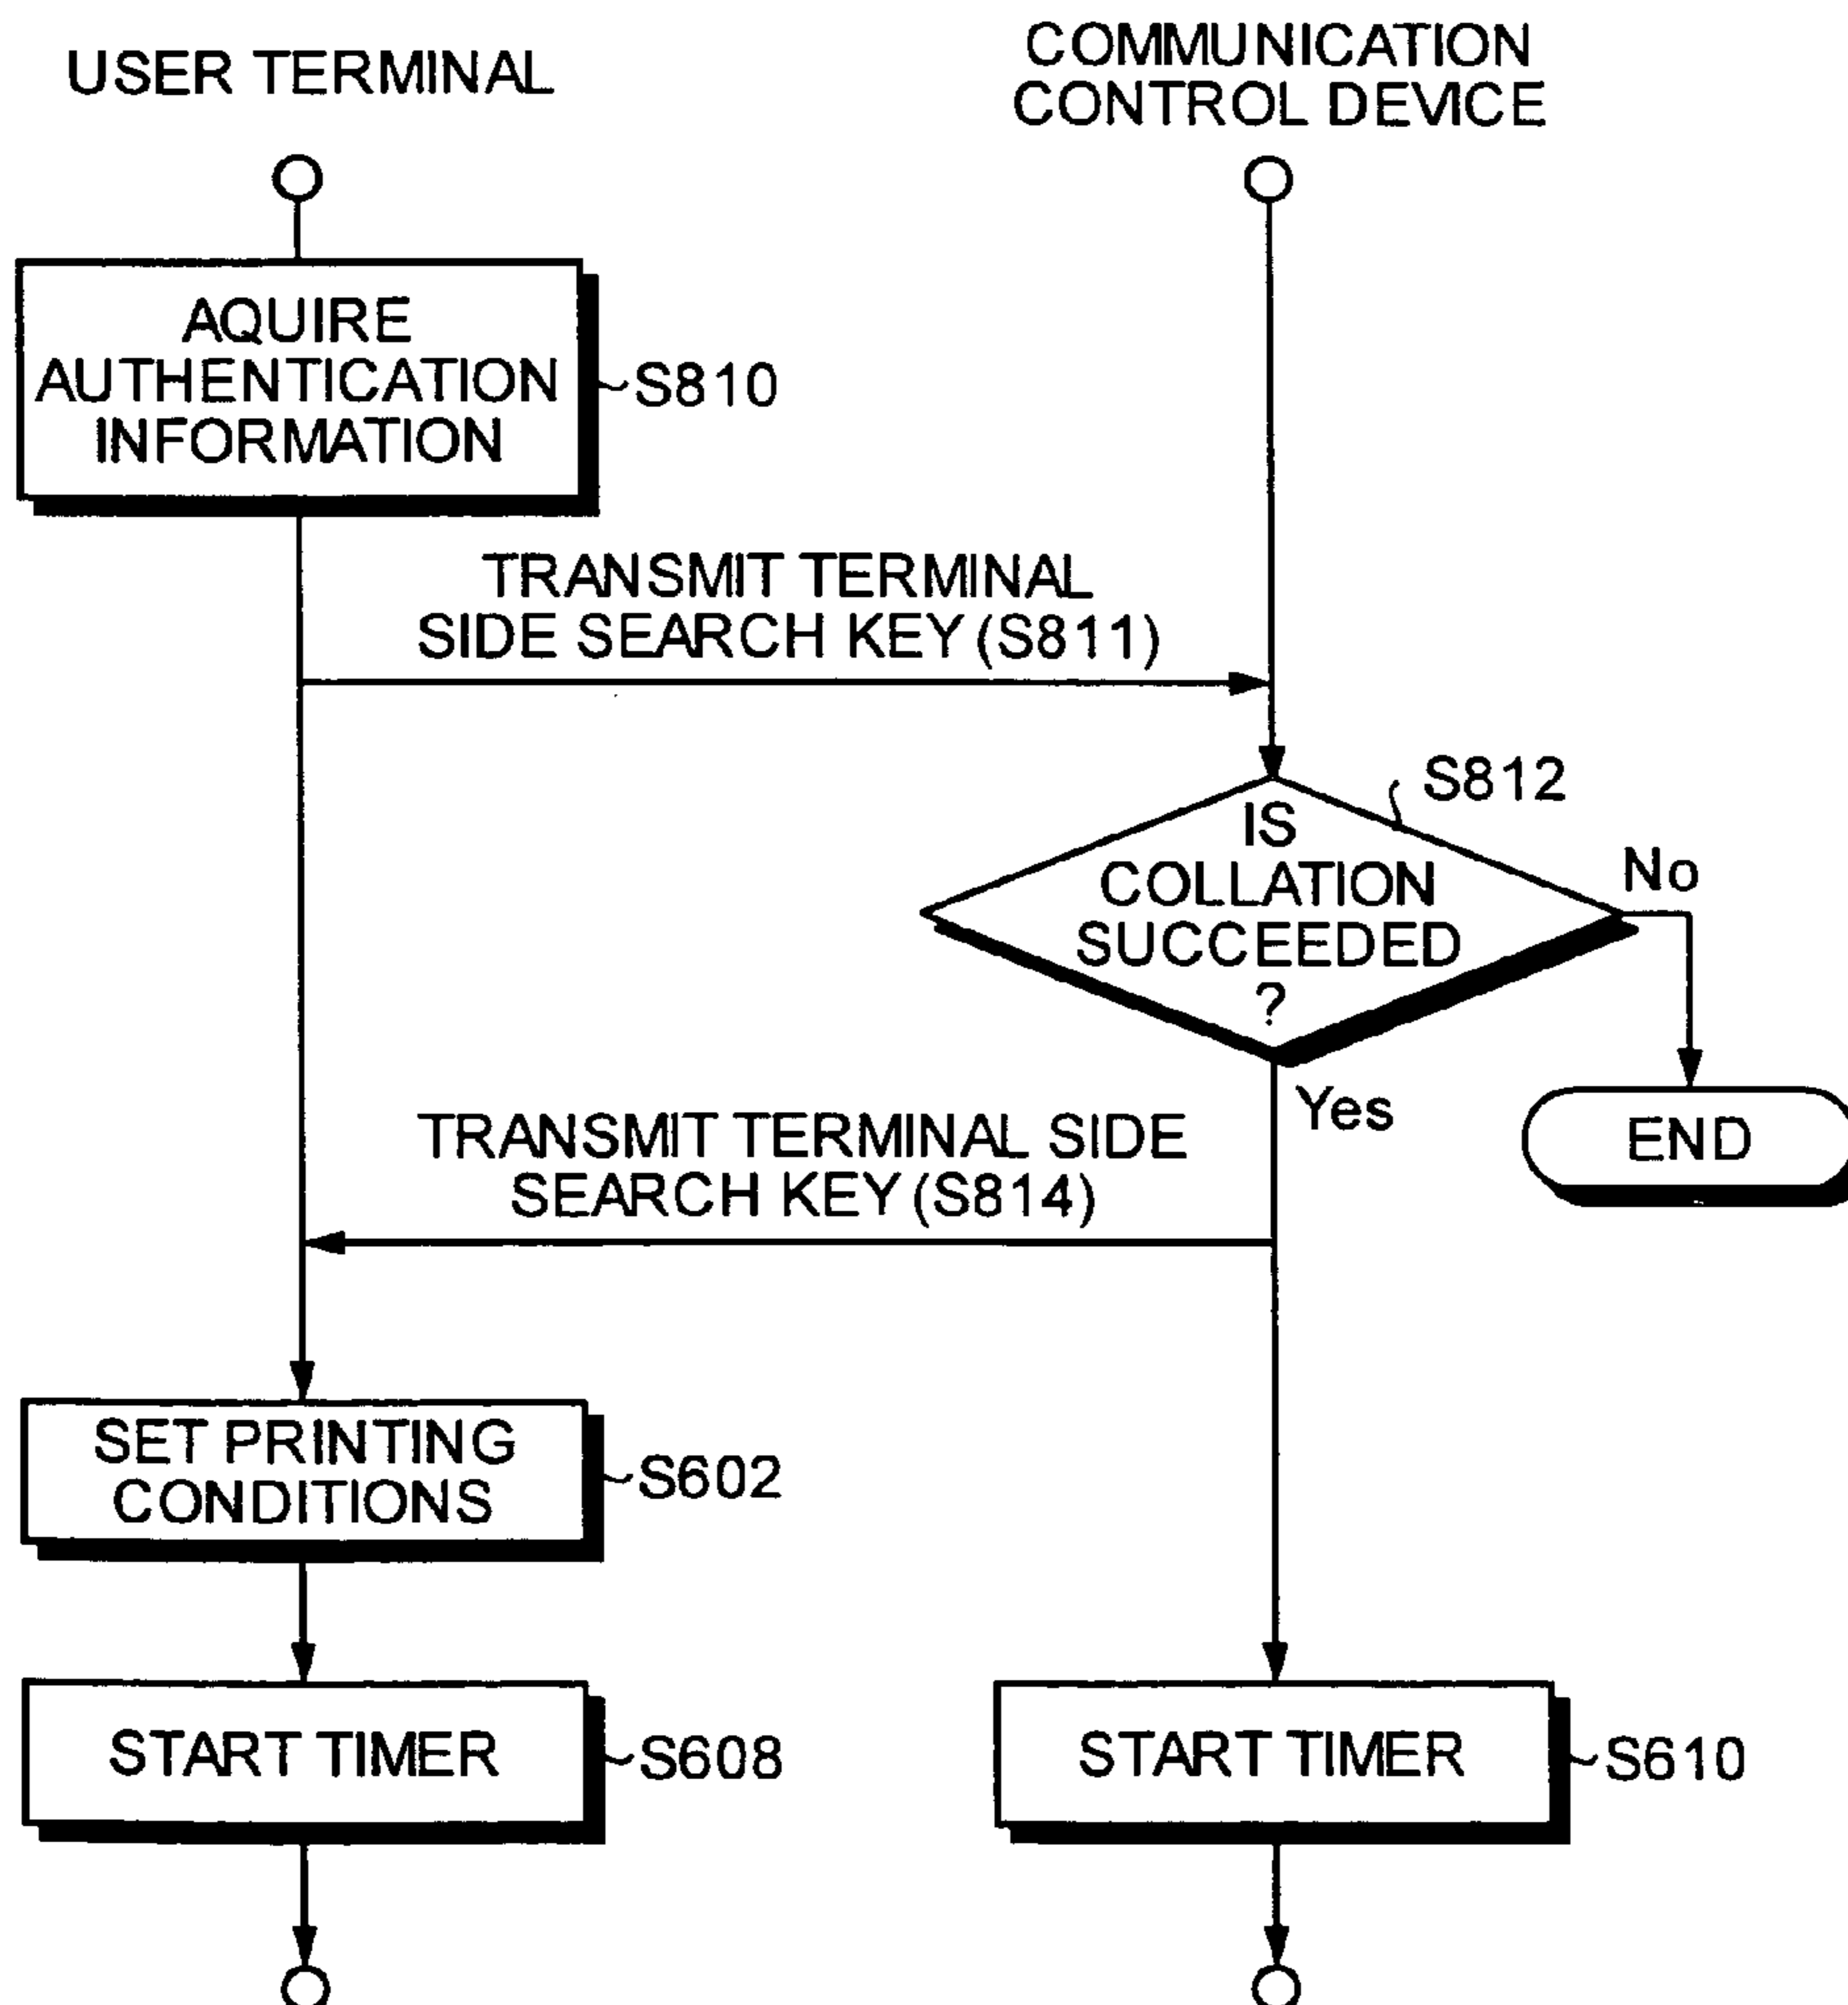 USER TERMINAL
COMMUNICATION
CONTROL DEVICE
AQUIRE
AUTHENTICATION
INFORMATION
S810
TRANSMIT TERMINAL
SIDE SEARCH KEY (S811)
S812
IS
COLLATION
SUCCEEDED
?
No
Yes
END
TRANSMIT TERMINAL SIDE
SEARCH KEY (S814)
SET PRINTING
CONDITIONS
S602
START TIMER
S608
START TIMER
S610